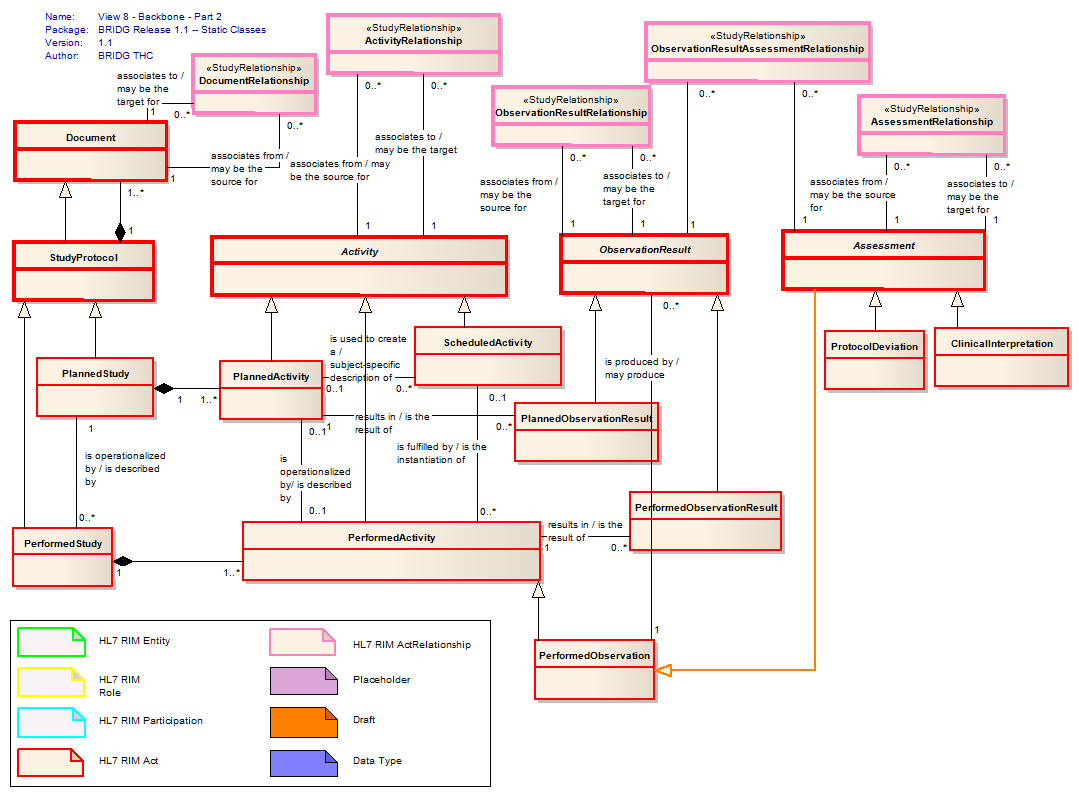 Name: View 8 - Backbone - Part 2
Package: BRIDG Release 1.1 -- Static Classes
Version: 1.1
Author: BRIDG THC
«StudyRelationship»
ActivityRelationship
«StudyRelationship»
ObservationResultAssessmentRelationship
«StudyRelationship»
DocumentRelationship
«StudyRelationship»
ObservationResultRelationship
«StudyRelationship»
AssessmentRelationship
associates to /
may be the
target for
1
0..*
0..*
0..*
0..*
0..*
0..*
0..*
0..*
0..*
0..*
Document
1
associates from /
may be the
source for
associates from / may
be the source for
associates to /
may be the target
associates from /
may be the
source for
associates to /
may be the
target for
associates from /
may be the source
for
associates to /
may be the
target for
1..*
1
1
1
1
1
1
1
1
1
StudyProtocol
Activity
ObservationResult
Assessment
0..*
is used to create
a /
subject-specific
description of
0..1
0..*
ScheduledActivity
is produced by /
may produce
ProtocolDeviation
ClinicalInterpretation
PlannedStudy
1
1..*
PlannedActivity
0..1
results in / is the
result of
1
0..*
PlannedObservationResult
1
0..1
is operationalized
by / is described
by
is
operationalized
by/ is described
by
is fulfilled by / is the
instantiation of
0..*
0..1
0..*
PerformedObservationResult
PerformedStudy
1
1..*
PerformedActivity
results in / is the
result of
1
0..*
1
PerformedObservation
HL7 RIM Entity
HL7 RIM ActRelationship
HL7 RIM
Role
Placeholder
HL7 RIM Participation
Draft
HL7 RIM Act
Data Type